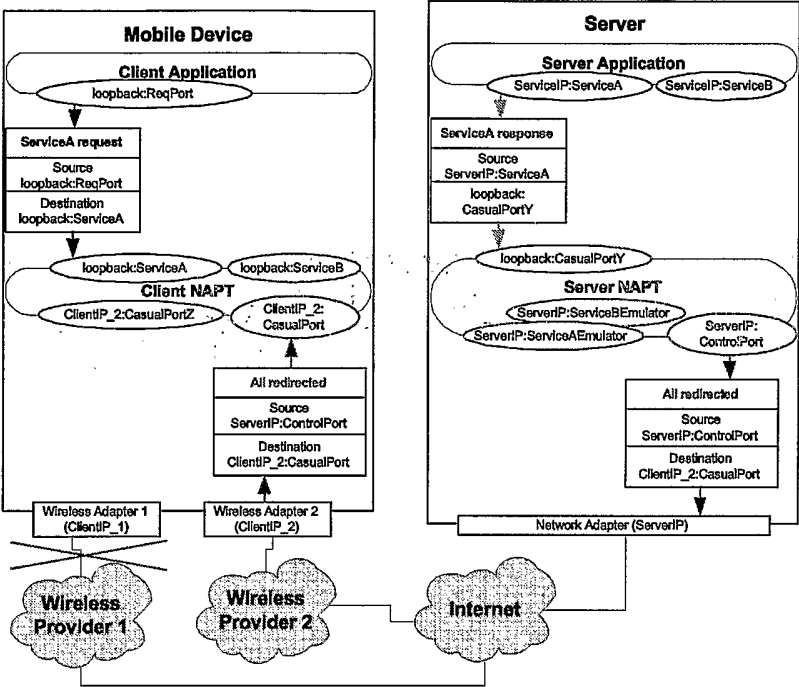 Mobile Device
Client Application
loopback:ReqPort
ServiceA request
Source
loopback:ReqPort
Destination
loopback:ServiceA
loopback:ServiceA
loopback:ServiceB
Client NAPT
ClientIP_2:CasualPortZ
ClientIP_2:
CasualPort
All redirected
Source
ServerIP:ControlPort
Destination
ClientIP_2:CasualPort
Wireless Adapter 1
(ClientIP_1)
Wireless Adapter 2
(ClientIP_2)
Wireless
Provider 1
Wireless
Provider 2
Internet
Server
Server Application
ServiceIP:ServiceA
ServiceIP:ServiceB
ServiceA response
Source
ServerIP:ServiceA
loopback:
CasualPortY
loopback:CasualPortY
Server NAPT
ServerIP:ServiceBEmulator
ServerIP:ServiceAEmulator
ServerIP:
ControlPort
All redirected
Source
ServerIP:ControlPort
Destination
ClientIP_2:CasualPort
Network Adapter (ServerIP)